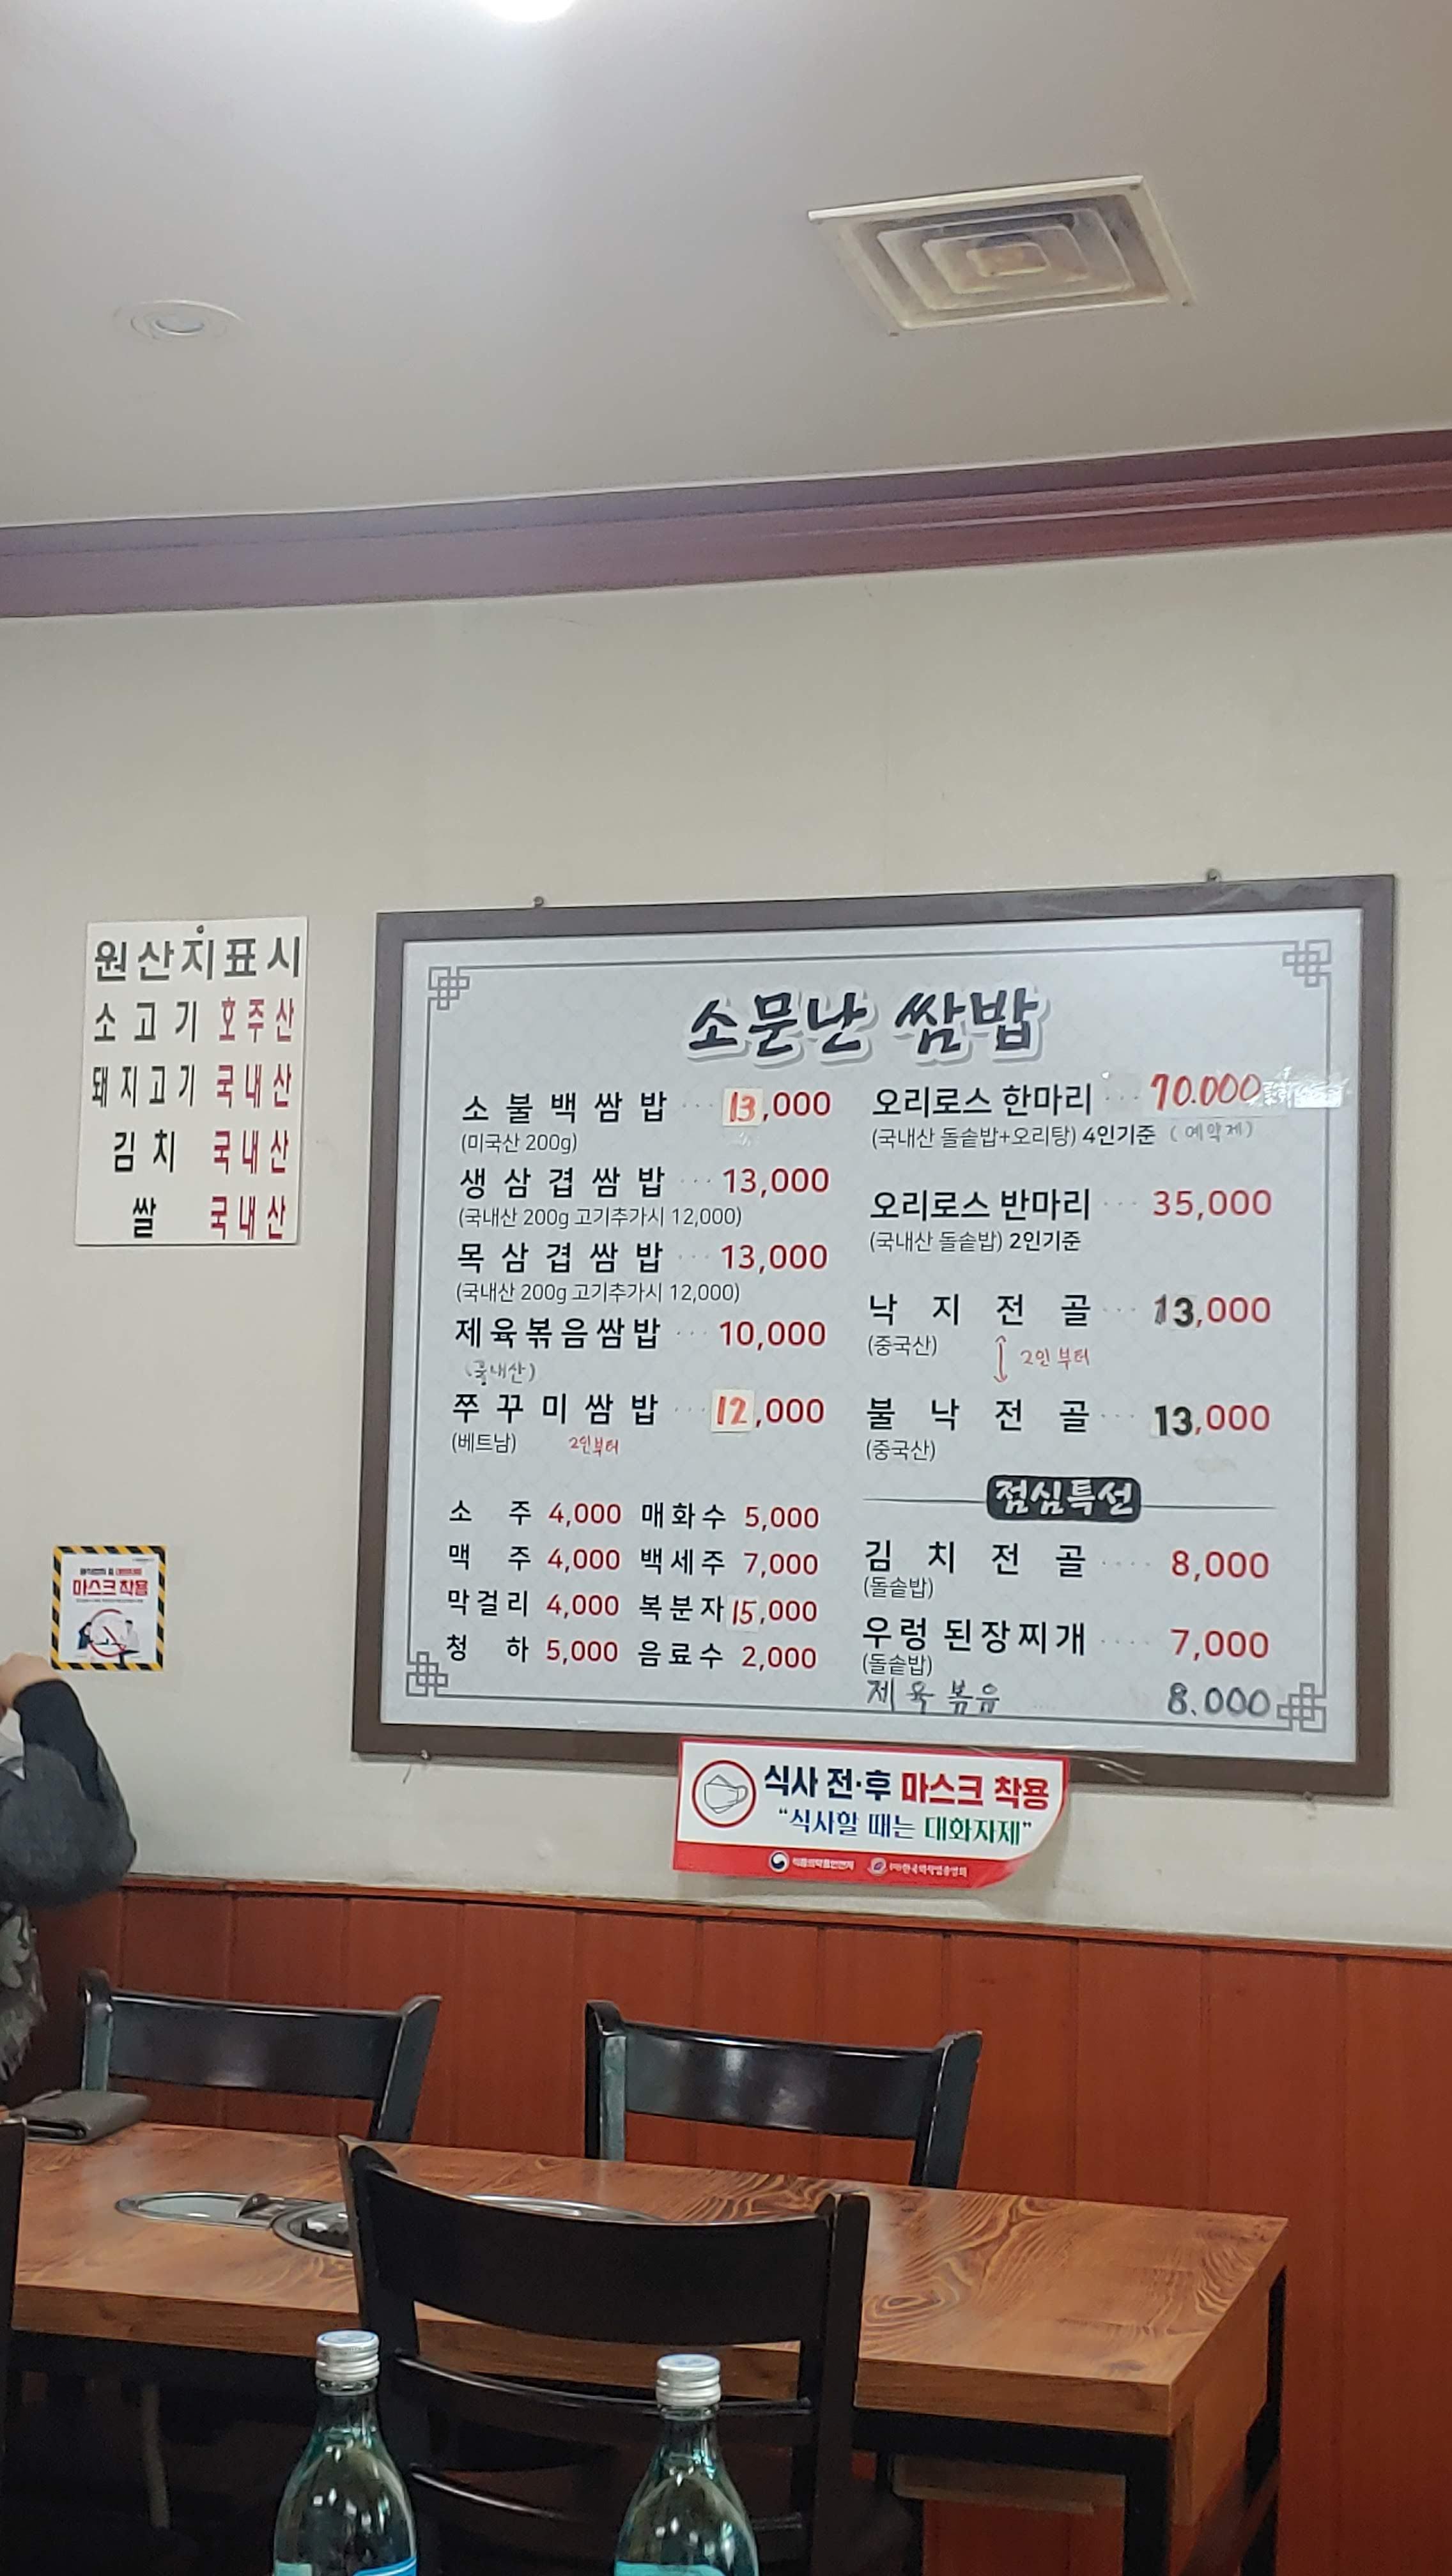 원산지표시
소고기 호주산
돼지고기 국내산
김치 국내산
쌀 국내산
소문난 쌈밥
소불백쌈밥 ··· 13,000
(미국산 200g)
생삼겹쌈밥 ··· 13,000
(국내산 200g 고기추가시 12,000)
목삼겹쌈밥 ··· 13,000
(국내산 200g 고기추가시 12,000)
제육볶음쌈밥 ··· 10,000
(국내산)
쭈꾸미쌈밥 ··· 12,000
(베트남) 2인부터
소주 4,000 매화수 5,000
맥주 4,000 백세주 7,000
막걸리 4,000 복분자 15,000
청하 5,000 음료수 2,000
오리로스 한마리 ··· 70.000
(국내산 돌솥밥+오리탕) 4인기준 (예약제)
오리로스 반마리 ··· 35,000
(국내산 돌솥밥) 2인기준
낙지전골 ··· 13,000
(중국산) 2인부터
불낙전골 ··· 13,000
(중국산)
점심특선
김치전골 ···· 8,000
(돌솥밥)
우렁 된장찌개 ···· 7,000
(돌솥밥)
제육볶음 8.000
마스크 착용
식사 전·후 마스크 착용
"식사할 때는 대화자제"
식품의약품안전처